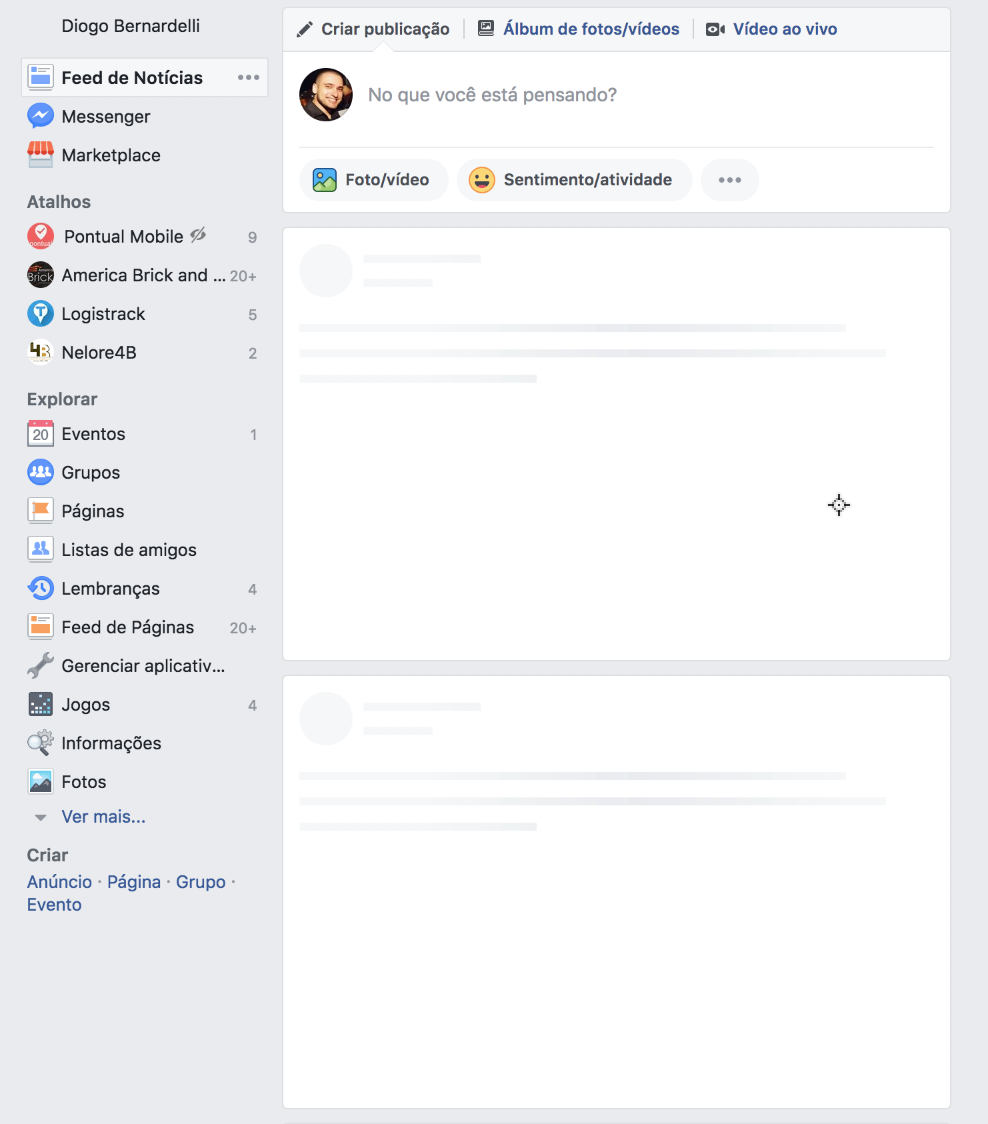 Diogo Bernardelli
Feed de Notícias
Messenger
Marketplace
Atalhos
pontual Pontual Mobile 9
Brick America Brick and ... 20+
Logistrack 5
4B Nelore4B 2
Explorar
20 Eventos 1
Grupos
Páginas
Listas de amigos
Lembranças 4
Feed de Páginas 20+
Gerenciar aplicativ...
Jogos 4
Informações
Fotos
Ver mais...
Criar
Anúncio · Página · Grupo ·
Evento
Criar publicação
Álbum de fotos/vídeos
Vídeo ao vivo
No que você está pensando?
Foto/vídeo
Sentimento/atividade